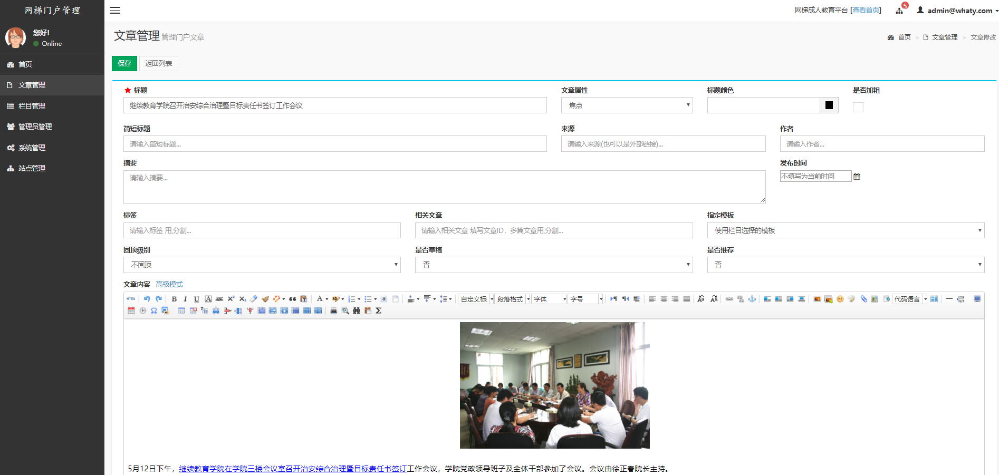 网梯门户管理
网梯成人教育平台 [查看首页]
5
admin@whaty.com
您好!
Online
首页
文章管理
栏目管理
管理员管理
系统管理
站点管理
文章管理 管理门户文章
首页 > 文章管理 > 文章修改
保存 返回列表
标题 文章属性 标题颜色 是否加粗
继续教育学院召开治安综合治理暨目标责任书签订工作会议 焦点
简短标题 来源 作者
请输入简短标题... 请输入来源(也可以是外部链接)... 请输入作者...
摘要 发布时间
请输入摘要... 不填写为当前时间
标签 相关文章 指定模板
请输入标签 用,分割... 请输入相关文章 填写文章ID，多篇文章用,分割... 使用栏目选择的模板
固顶级别 是否草稿 是否推荐
不固顶 否 否
文章内容 高级模式
HTML B I U A ABC X² X₂ A ab a 自定义标 段落格式 字体 字号 代码语言
Ω Σ
5月12日下午，继续教育学院在学院三楼会议室召开治安综合治理暨目标责任书签订工作会议，学院党政领导班子及全体干部参加了会议。会议由徐正春院长主持。